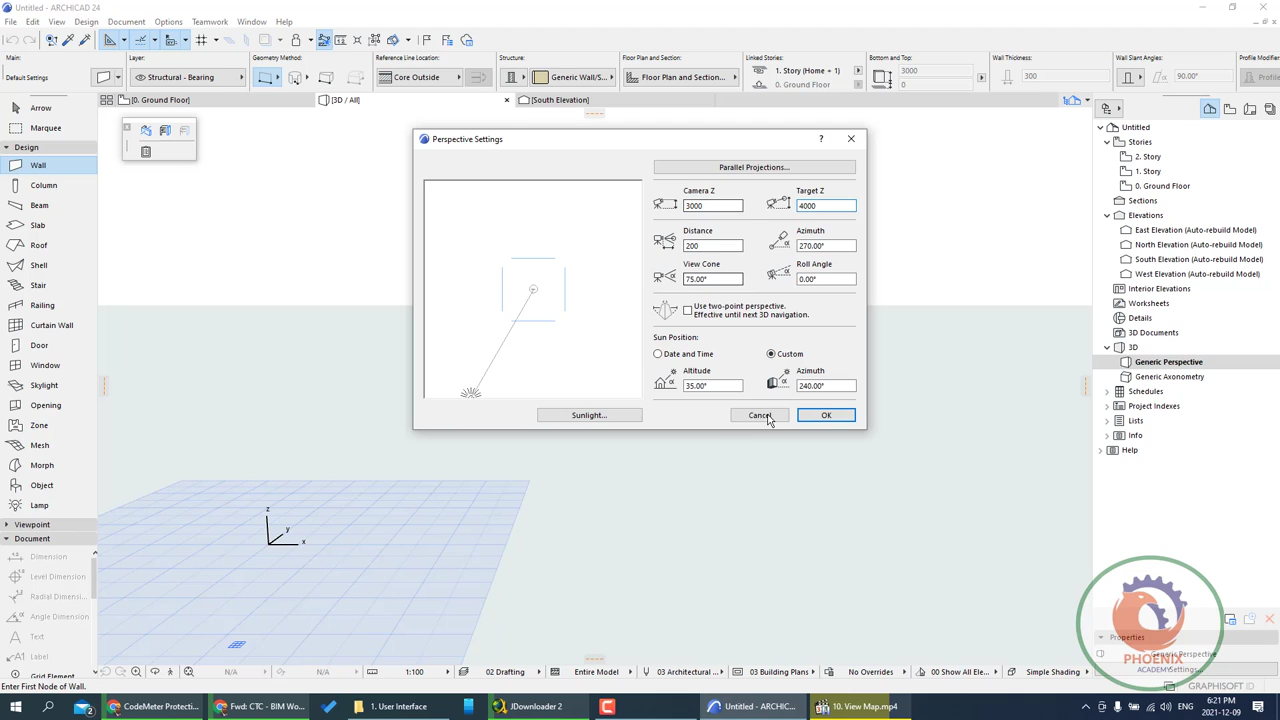 Untitled - ARCHICAD 24
File Edit View Design Document Options Teamwork Window Help
Main: Layer: Geometry Method: Reference Line Location: Structure: Floor Plan and Section: Linked Stories: Bottom and Top: Wall Thickness: Wall Slant Angles: Profile Modifier
Default Settings Structural - Bearing Core Outside Generic Wall/S... Floor Plan and Section... 1. Story (Home + 1) 0. Ground Floor 3000 0 300 90.00° Profile
[0. Ground Floor] [3D / All] [South Elevation]
Arrow
Marquee
Design
Wall
Column
Beam
Slab
Roof
Shell
Stair
Railing
Curtain Wall
Door
Window
Skylight
Opening
Zone
Mesh
Morph
Object
Lamp
Viewpoint
Document
Dimension
Level Dimension
Radial Dimension
Angle Dimension
Text
Label
Grid Element
Perspective Settings ? ×
Parallel Projections...
Camera Z Target Z
3000 4000
Distance Azimuth
200 270.00°
View Cone Roll Angle
75.00° 0.00°
Use two-point perspective.
Effective until next 3D navigation.
Sun Position:
Date and Time Custom
Altitude Azimuth
35.00° 240.00°
Sunlight... Cancel OK
z
y
x
Untitled
Stories
2. Story
1. Story
0. Ground Floor
Sections
Elevations
East Elevation (Auto-rebuild Model)
North Elevation (Auto-rebuild Model)
South Elevation (Auto-rebuild Model)
West Elevation (Auto-rebuild Model)
Interior Elevations
Worksheets
Details
3D Documents
3D
Generic Perspective
Generic Axonometry
Schedules
Project Indexes
Lists
Info
Help
Properties
Generic Perspective
Settings...
PHOENIX
ACADEMY
GRAPHISOFT ID
N/A N/A 1:100 02 Drafting Entire Model 03 Architectural... 03 Building Plans No Overrides 00 Show All Ele... Simple Shading
Enter First Node of Wall.
CodeMeter Protecti... Fwd: CTC - BIM Wo... 1. User Interface JDownloader 2 Untitled - ARCHIC... 10. View Map.mp4
6:21 PM
2021-12-09